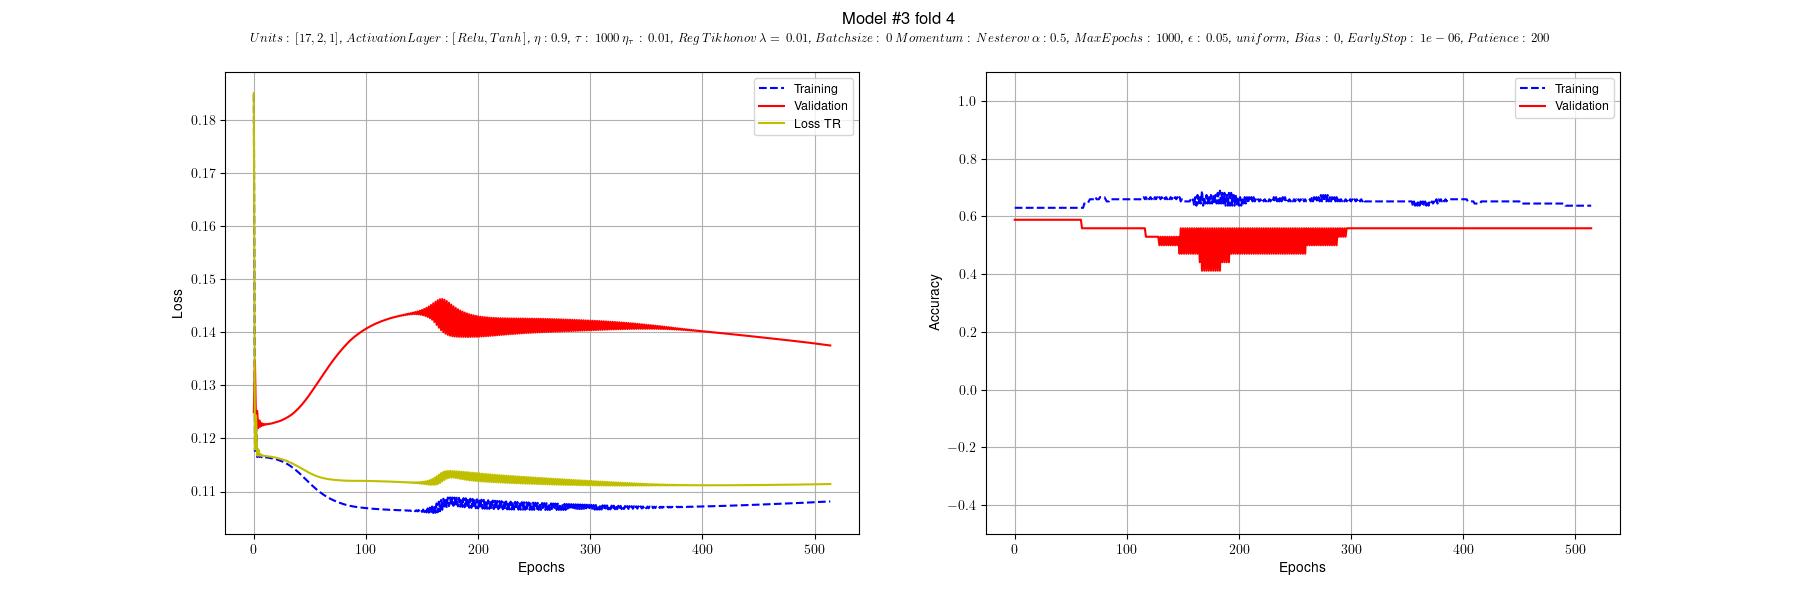 Model #3 fold 4
Units : [17, 2, 1], ActivationLayer : [Relu, Tanh], η : 0.9, τ : 1000 η_τ : 0.01, Reg Tikhonov λ = 0.01, Batchsize : 0 Momentum : Nesterov α : 0.5, MaxEpochs : 1000, ϵ : 0.05, uniform, Bias : 0, EarlyStop : 1e − 06, Patience : 200
Training
Validation
Loss TR
0.18
0.17
0.16
0.15
0.14
0.13
0.12
0.11
Loss
0 100 200 300 400 500
Epochs
Training
Validation
1.0
0.8
0.6
0.4
0.2
0.0
−0.2
−0.4
Accuracy
0 100 200 300 400 500
Epochs